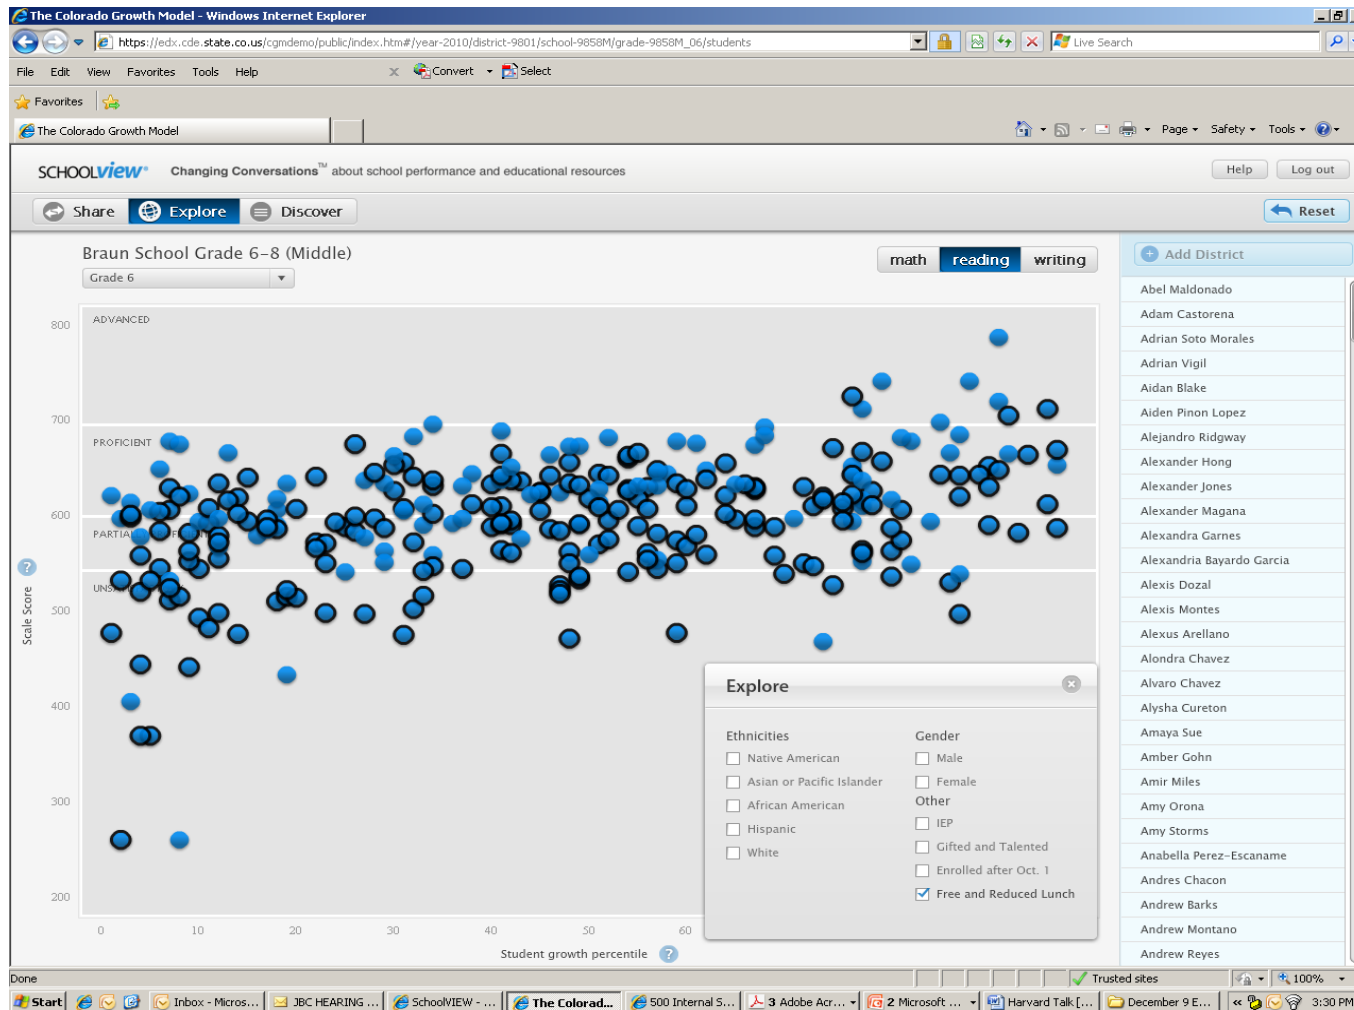 The Colorado Growth Model - Windows Internet Explorer
https://edx.cde.state.co.us/cgmdemo/public/index.htm#/year-2010/district-9801/school-9858M/grade-9858M_06/students
Live Search
File Edit View Favorites Tools Help
x Convert Select
Favorites
The Colorado Growth Model
Page Safety Tools
SCHOOLVIEW® Changing Conversations™ about school performance and educational resources
Help Log out
Share Explore Discover
Reset
Braun School Grade 6-8 (Middle)
Grade 6
math reading writing
Add District
800
ADVANCED
700
PROFICIENT
600
500
400
300
200
Scale Score
0 10 20 30 40 50 60
Student growth percentile ?
Explore
Ethnicities
Native American
Asian or Pacific Islander
African American
Hispanic
White
Gender
Male
Female
Other
IEP
Gifted and Talented
Enrolled after Oct. 1
Free and Reduced Lunch
Abel Maldonado
Adam Castorena
Adrian Soto Morales
Adrian Vigil
Aidan Blake
Aiden Pinon Lopez
Alejandro Ridgway
Alexander Hong
Alexander Jones
Alexander Magana
Alexandra Garnes
Alexandria Bayardo Garcia
Alexis Dozal
Alexis Montes
Alexus Arellano
Alondra Chavez
Alvaro Chavez
Alysha Cureton
Amaya Sue
Amber Gohn
Amir Miles
Amy Orona
Amy Storms
Anabella Perez-Escaname
Andres Chacon
Andrew Barks
Andrew Montano
Andrew Reyes
Done
Trusted sites
100%
Start
Inbox - Micros...
JBC HEARING ...
SchoolVIEW - ...
The Colorad...
500 Internal S...
3 Adobe Acr...
2 Microsoft ...
Harvard Talk [...
December 9 E...
«
3:30 PM